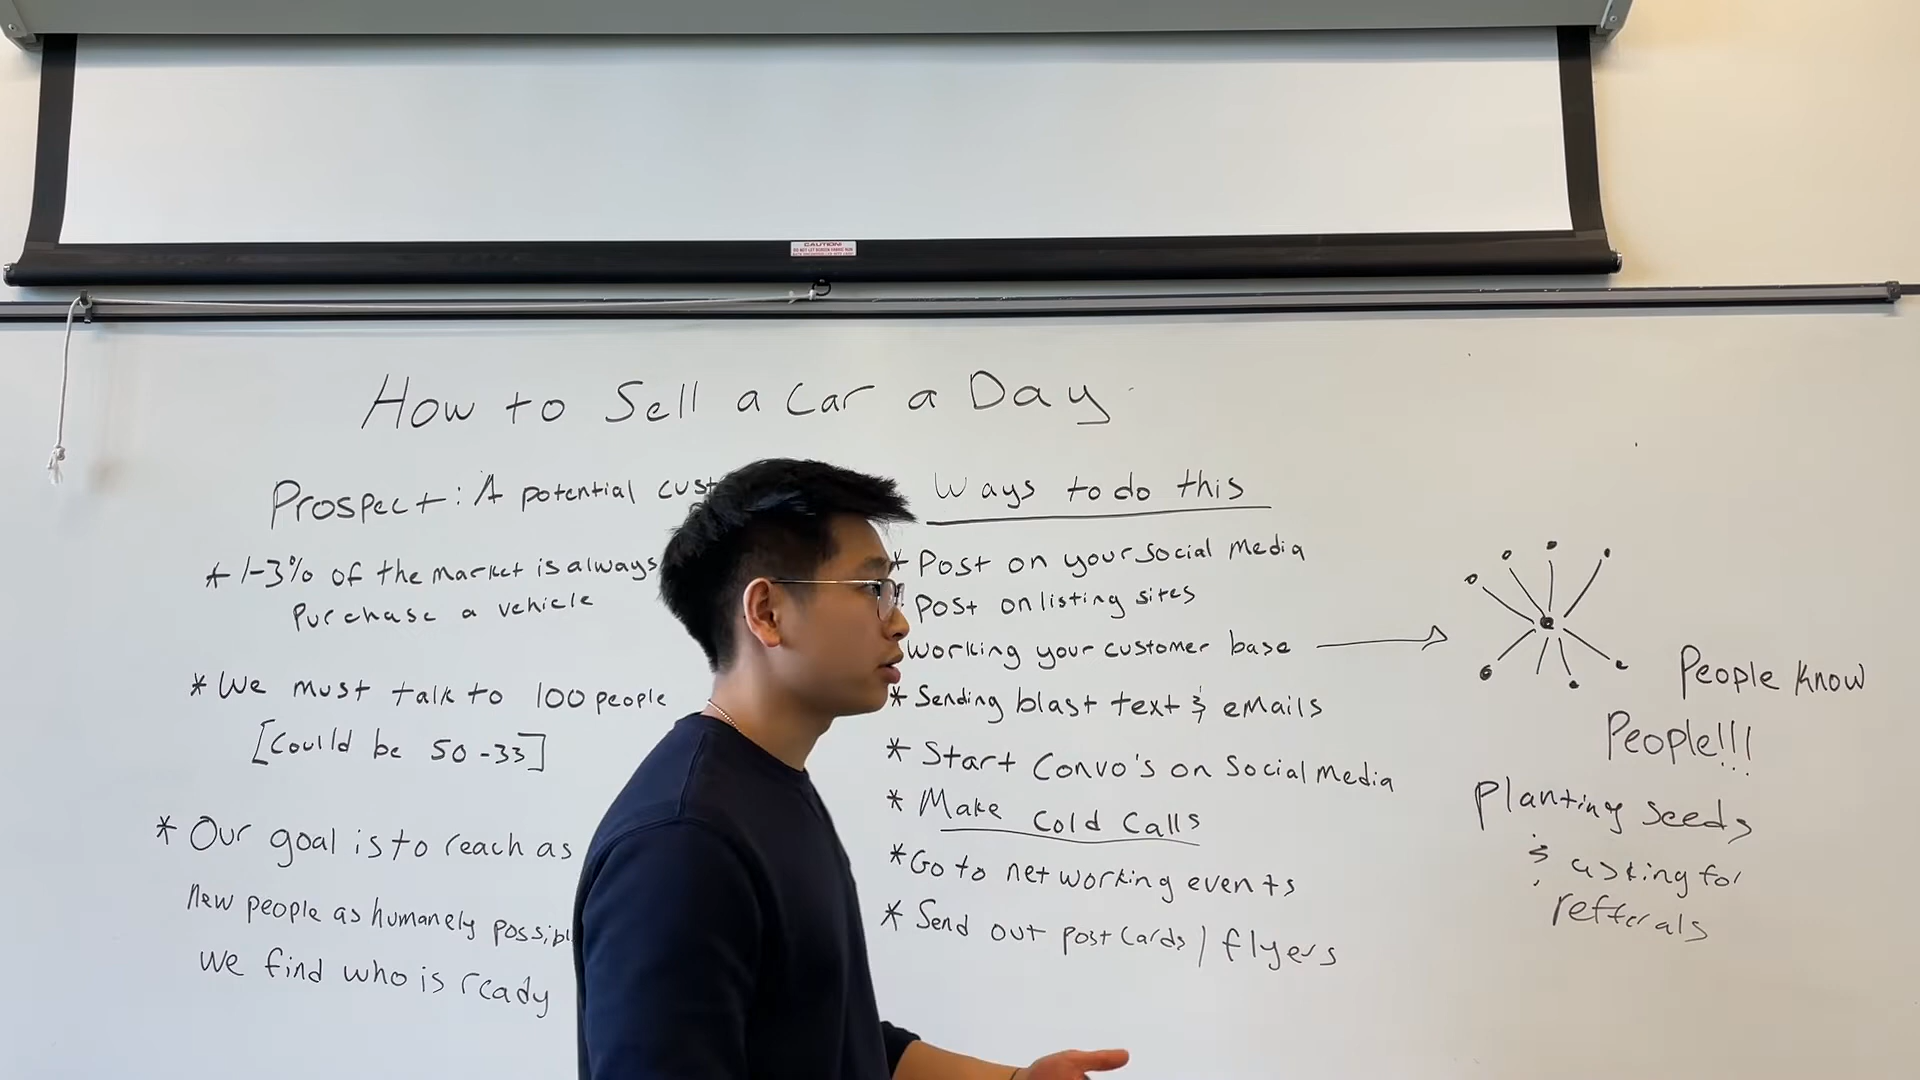 CAUTION!
How to Sell a Car a Day
Prospect: A potential cust
* 1-3% of the market is always
purchase a vehicle
* We must talk to 100 people
[Could be 50-33]
* Our goal is to reach as
new people as humanely possibl
we find who is ready
Ways to do this
* Post on your social media
Post on listing sites
Working your customer base
* Sending blast text & emails
* Start Convo's on Social media
* Make Cold Calls
* Go to networking events
* Send out postcards / flyers
People know
People!!!
Planting seeds
& asking for
refferals